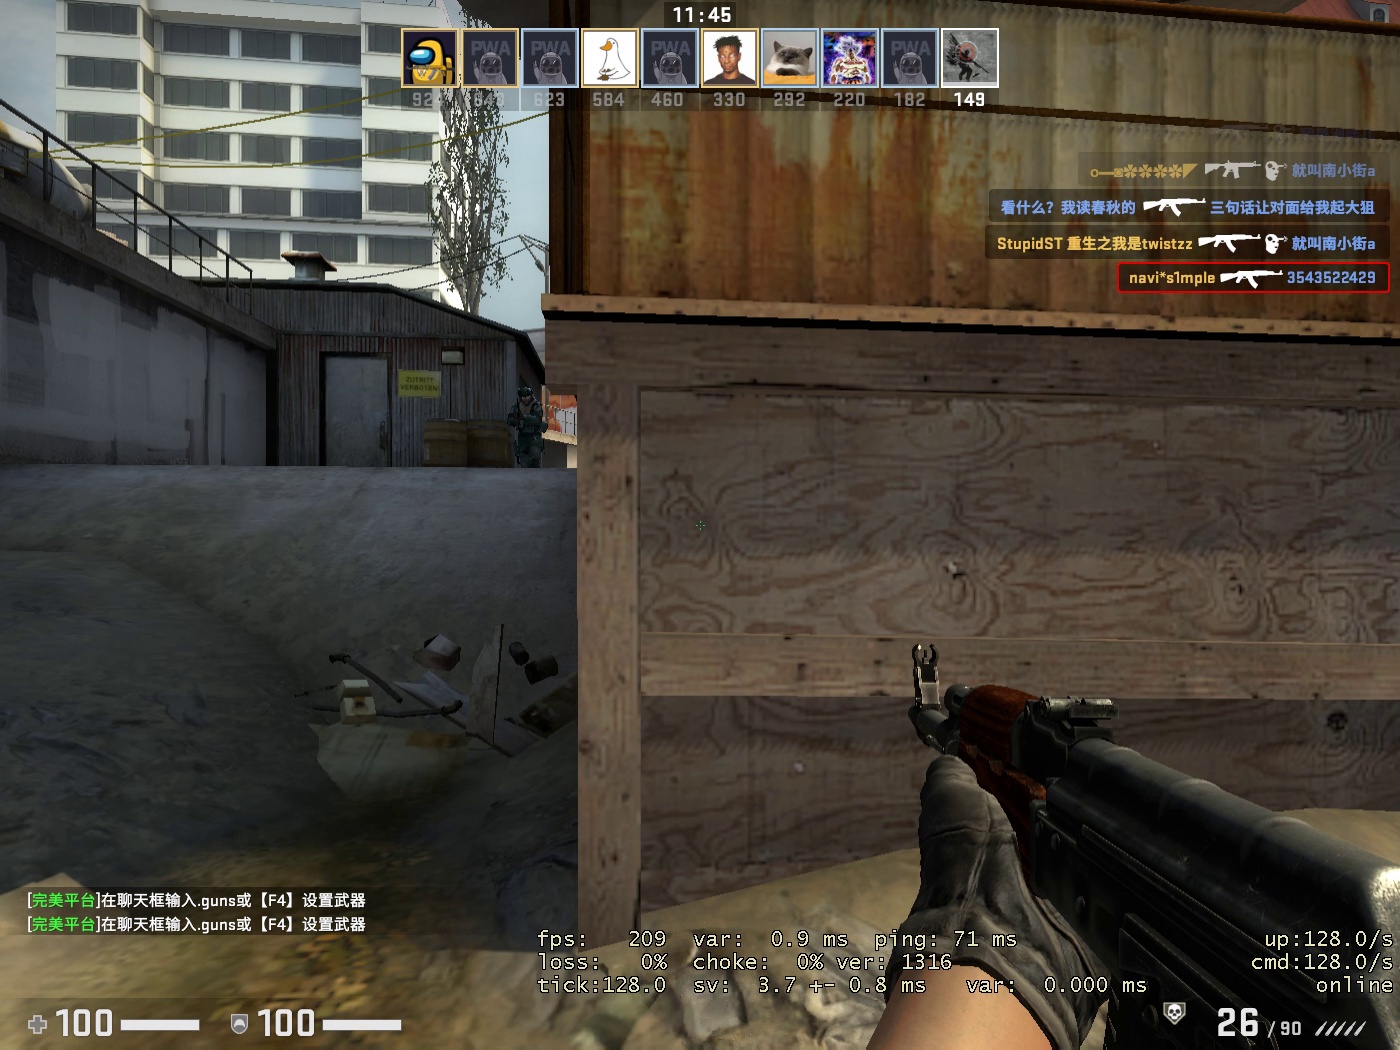 11:45
PWA PWA PWA PWA
623 584 460 330 292 220 182 149
就叫南小街a
看什么？我读春秋的 三句话让对面给我起大狙
StupidST 重生之我是twistzz 就叫南小街a
navi*s1mple 3543522429
ZUTRITT
VERBOTEN
[完美平台]在聊天框输入.guns或【F4】设置武器
[完美平台]在聊天框输入.guns或【F4】设置武器
fps: 209 var: 0.9 ms ping: 71 ms
loss: 0% choke: 0% ver: 1316
tick:128.0 sv: 3.7 +- 0.8 ms var: 0.000 ms
up:128.0/s
cmd:128.0/s
online
100 100
26 / 90